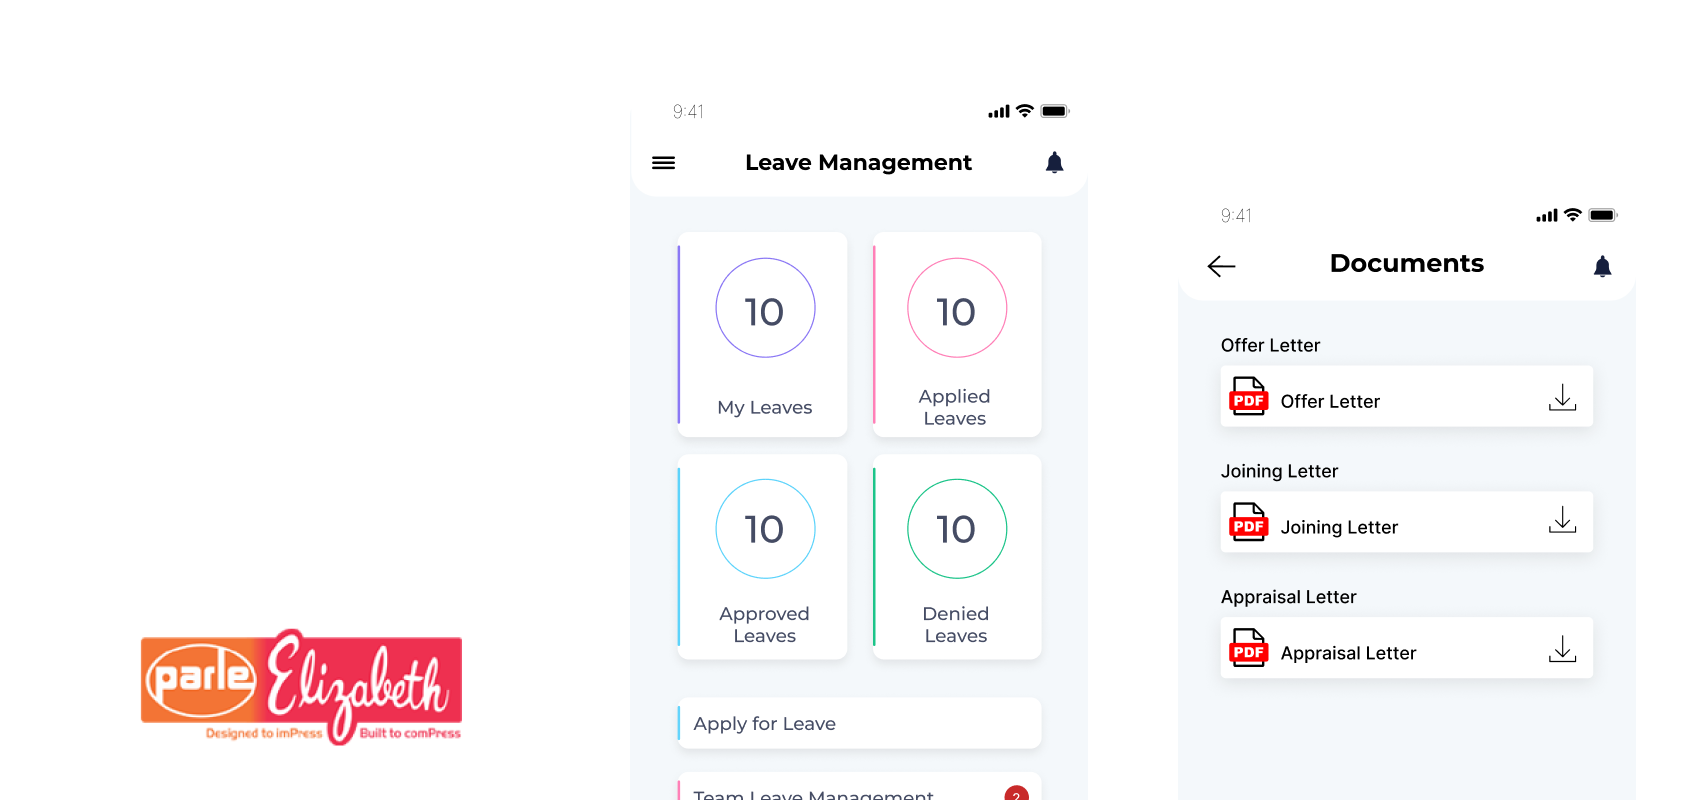 parle Elizabeth
Designed to imPress Built to comPress
9:41
Leave Management
10
10
My Leaves
Applied
Leaves
10
10
Approved
Leaves
Denied
Leaves
Apply for Leave
Team Leave Management 2
9:41
Documents
Offer Letter
PDF Offer Letter
Joining Letter
PDF Joining Letter
Appraisal Letter
PDF Appraisal Letter